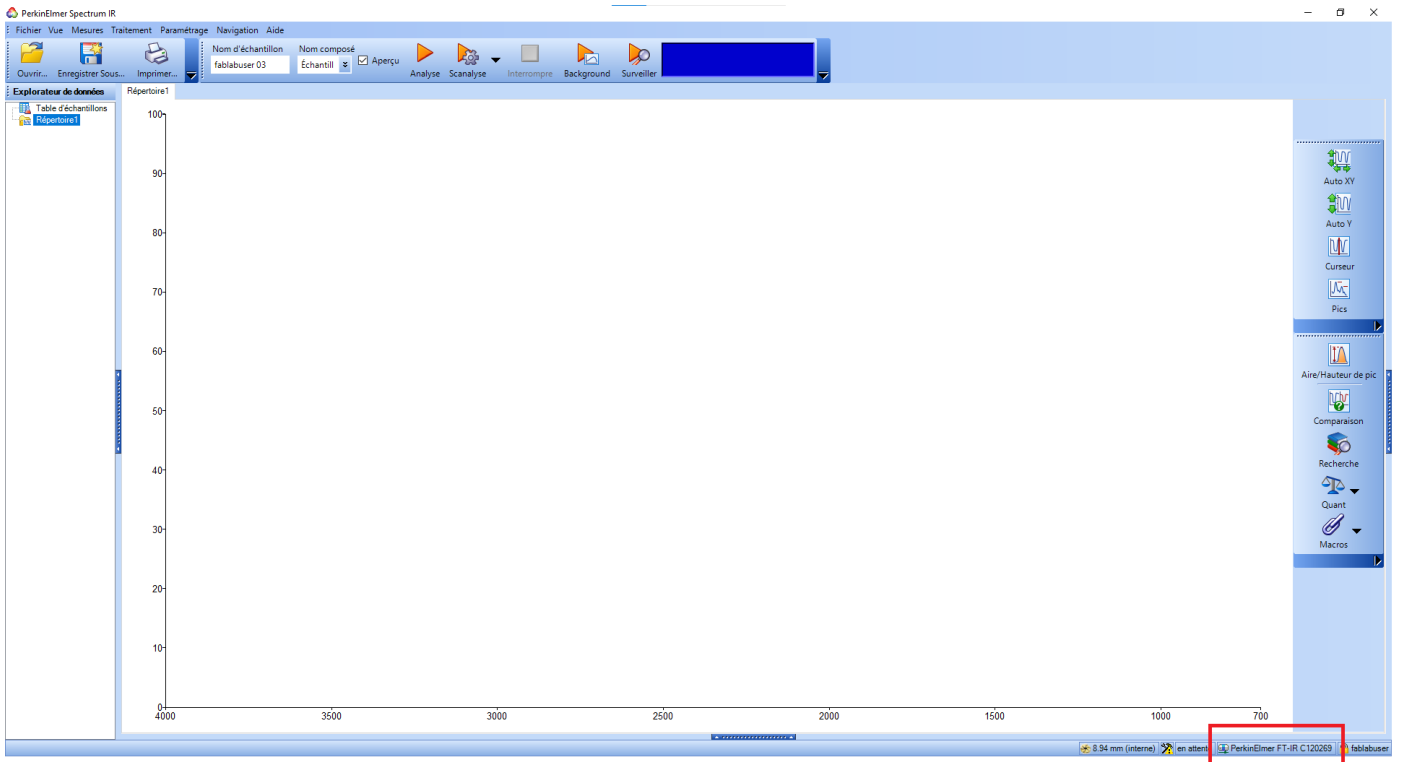 PerkinElmer Spectrum IR
Fichier Vue Mesures Traitement Paramétrage Navigation Aide
Ouvrir... Enregistrer Sous... Imprimer...
Nom d'échantillon Nom composé
fablabuser 03 Échantill Aperçu
Analyse Scanalyse Interrompre Background Surveiller
Explorateur de données
Table d'échantillons
Répertoire1
Répertoire1
100
90
80
70
60
50
40
30
20
10
0
4000 3500 3000 2500 2000 1500 1000 700
Auto XY
Auto Y
Curseur
Pics
Aire/Hauteur de pic
Comparaison
Recherche
Quant
Macros
8.94 mm (interne) en attent PerkinElmer FT-IR C120269 fablabuser